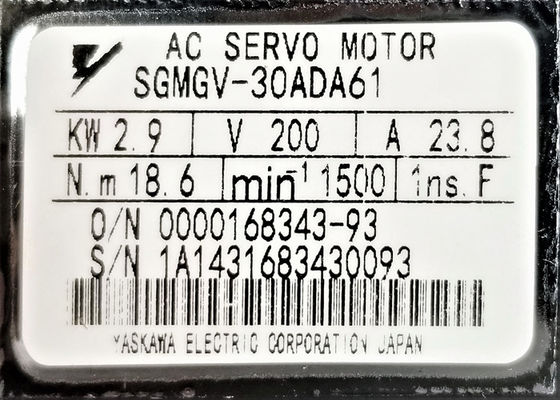 AC SERVO MOTOR
SGMGV-30ADA61
KW 2.9 V 200 A 23.8
N.m 18.6 min-1 1500 Ins. F
O/N 0000168343-93
S/N 1A1431683430093
YASKAWA ELECTRIC CORPORATION JAPAN